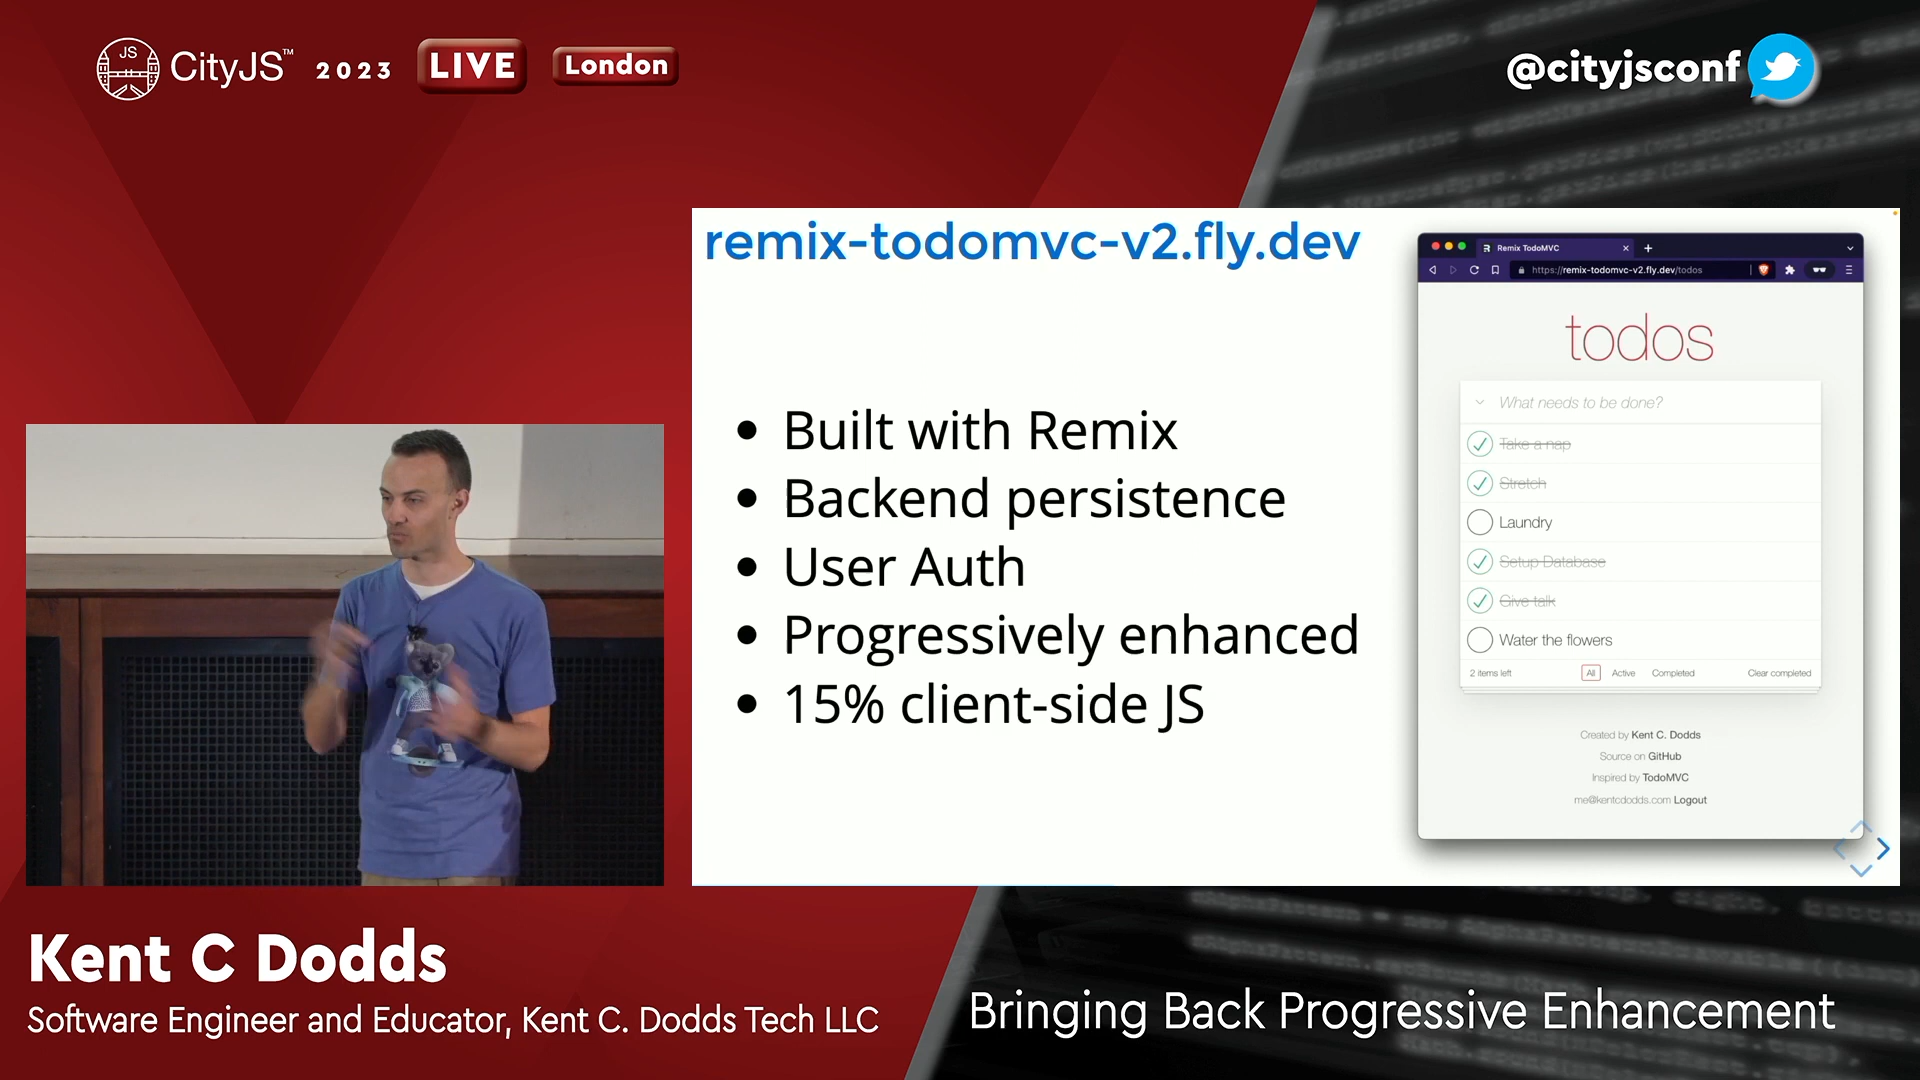 JS
CityJS™ 2023 LIVE London
@cityjsconf
remix-todomvc-v2.fly.dev
• Built with Remix
• Backend persistence
• User Auth
• Progressively enhanced
• 15% client-side JS
Remix TodoMVC
https://remix-todomvc-v2.fly.dev/todos
todos
What needs to be done?
Take a nap
Stretch
Laundry
Setup Database
Give talk
Water the flowers
2 items left All Active Completed Clear completed
Created by Kent C. Dodds
Source on GitHub
Inspired by TodoMVC
me@kentcdodds.com Logout
Kent C Dodds
Software Engineer and Educator, Kent C. Dodds Tech LLC
Bringing Back Progressive Enhancement